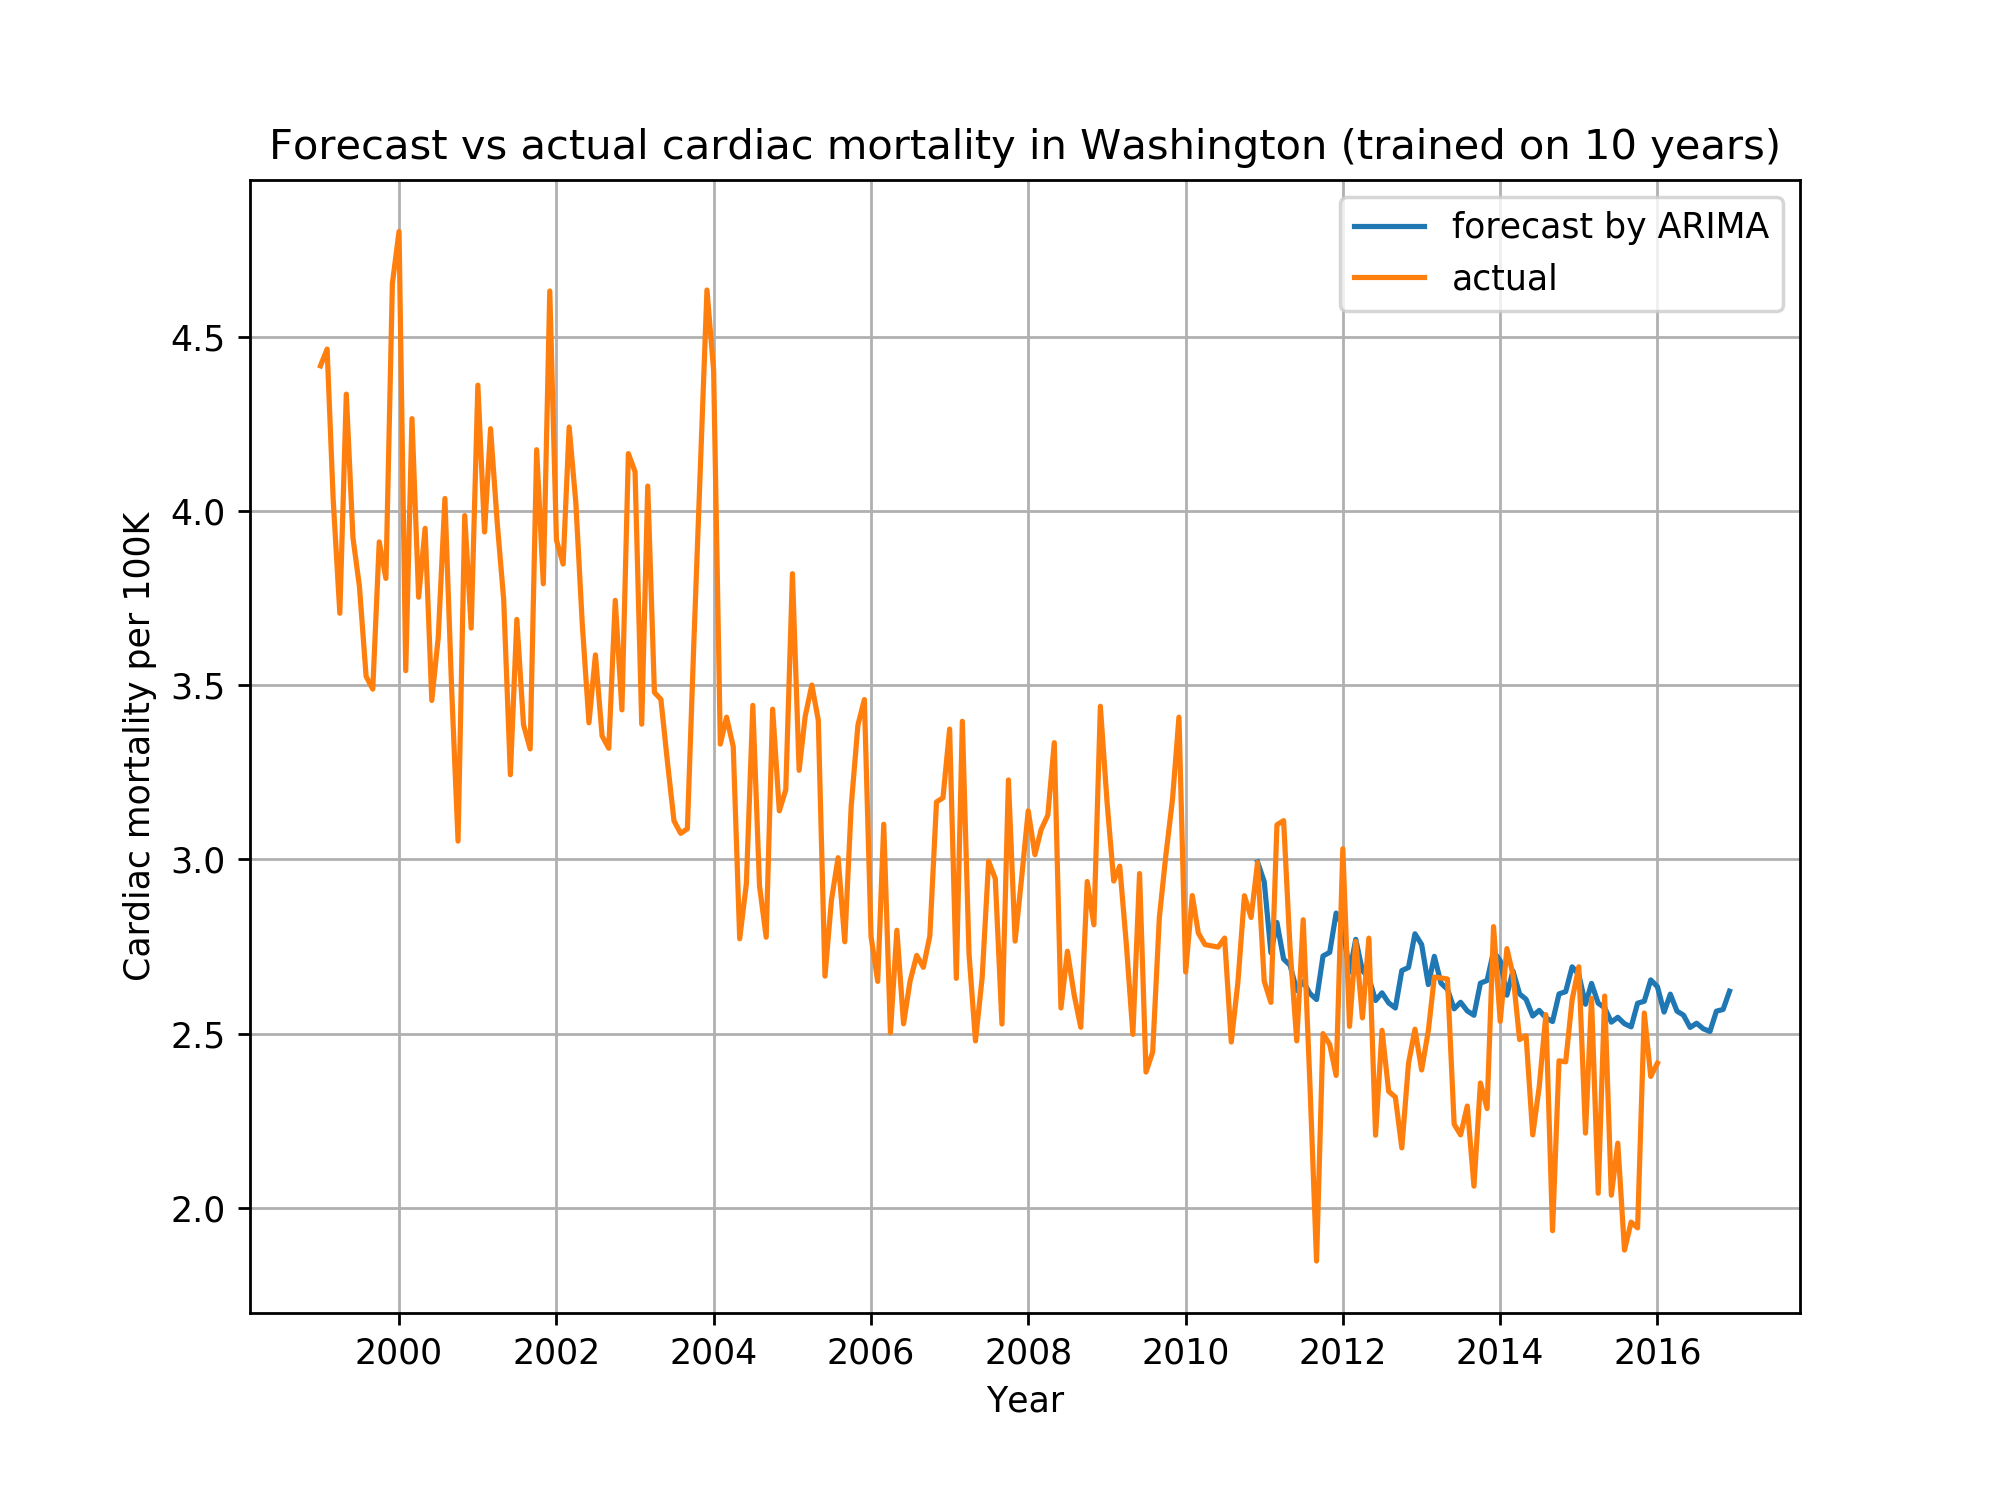 Forecast vs actual cardiac mortality in Washington (trained on 10 years)
forecast by ARIMA
actual
Cardiac mortality per 100K
4.5
4.0
3.5
3.0
2.5
2.0
2000 2002 2004 2006 2008 2010 2012 2014 2016
Year